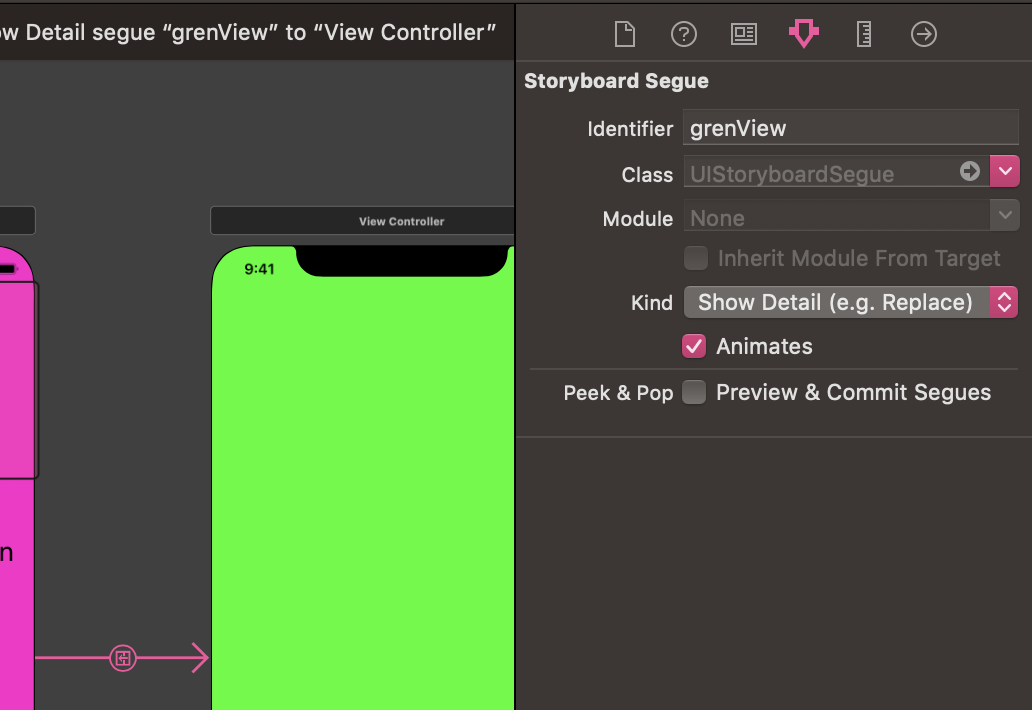 ow Detail segue “grenView” to “View Controller”
Storyboard Segue
Identifier grenView
Class UIStoryboardSegue
Module None
Inherit Module From Target
Kind Show Detail (e.g. Replace)
Animates
Peek & Pop Preview & Commit Segues
View Controller
9:41
n